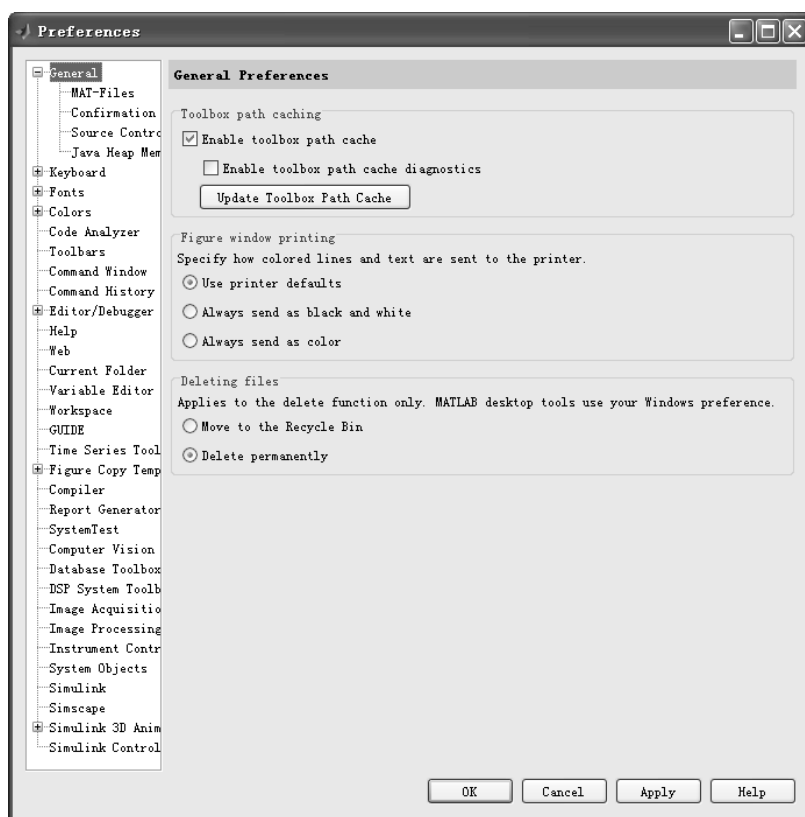 Preferences
General
MAT-Files
Confirmation
Source Contro
Java Heap Mem
Keyboard
Fonts
Colors
Code Analyzer
Toolbars
Command Window
Command History
Editor/Debugger
Help
Web
Current Folder
Variable Editor
Workspace
GUIDE
Time Series Tool
Figure Copy Temp
Compiler
Report Generator
SystemTest
Computer Vision
Database Toolbox
DSP System Toolb
Image Acquisitio
Image Processing
Instrument Contr
System Objects
Simulink
Simscape
Simulink 3D Anim
Simulink Control
General Preferences
Toolbox path caching
Enable toolbox path cache
Enable toolbox path cache diagnostics
Update Toolbox Path Cache
Figure window printing
Specify how colored lines and text are sent to the printer.
Use printer defaults
Always send as black and white
Always send as color
Deleting files
Applies to the delete function only. MATLAB desktop tools use your Windows preference.
Move to the Recycle Bin
Delete permanently
OK Cancel Apply Help